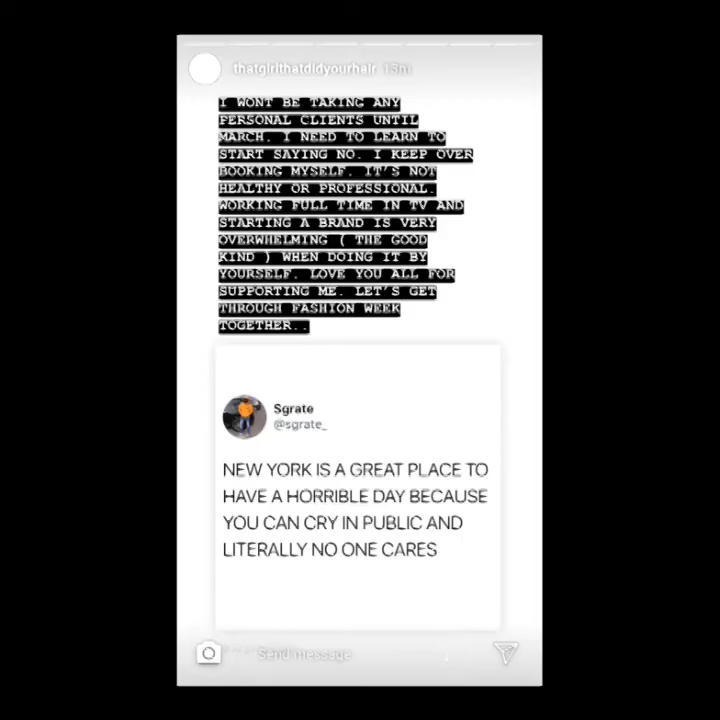 thatgirlthatdidyourhair 13m
I WONT BE TAKING ANY
PERSONAL CLIENTS UNTIL
MARCH. I NEED TO LEARN TO
START SAYING NO. I KEEP OVER
BOOKING MYSELF. IT'S NOT
HEALTHY OR PROFESSIONAL.
WORKING FULL TIME IN TV AND
STARTING A BRAND IS VERY
OVERWHELMING ( THE GOOD
KIND ) WHEN DOING IT BY
YOURSELF. LOVE YOU ALL FOR
SUPPORTING ME. LET'S GET
THROUGH FASHION WEEK
TOGETHER..
Sgrate
@sgrate_
NEW YORK IS A GREAT PLACE TO
HAVE A HORRIBLE DAY BECAUSE
YOU CAN CRY IN PUBLIC AND
LITERALLY NO ONE CARES
Send message